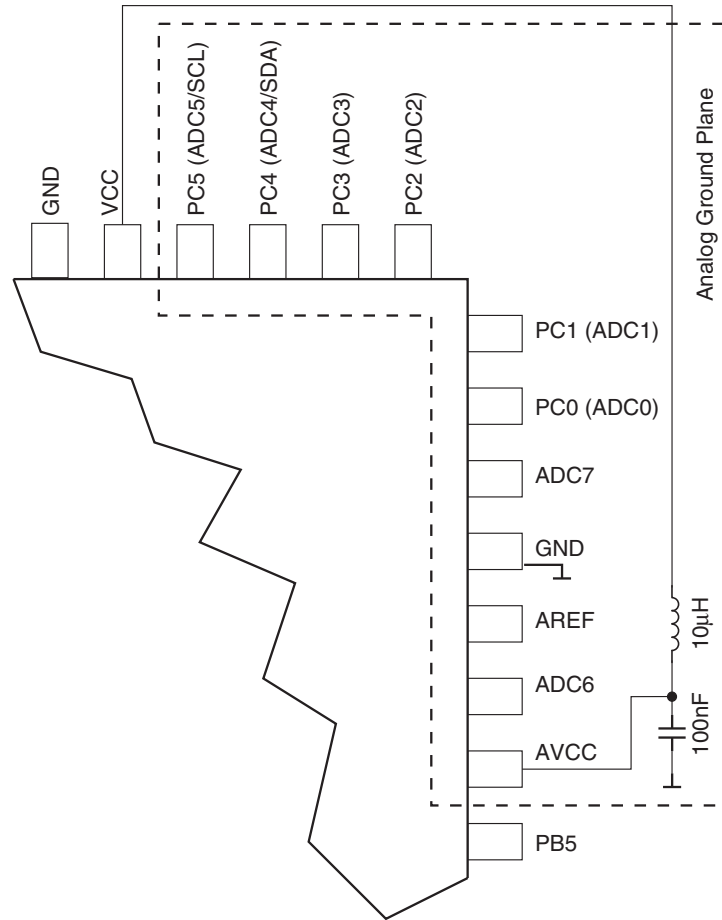 GND
VCC
PC5 (ADC5/SCL)
PC4 (ADC4/SDA)
PC3 (ADC3)
PC2 (ADC2)
Analog Ground Plane
PC1 (ADC1)
PC0 (ADC0)
ADC7
GND
AREF
ADC6
AVCC
PB5
10µH
100nF